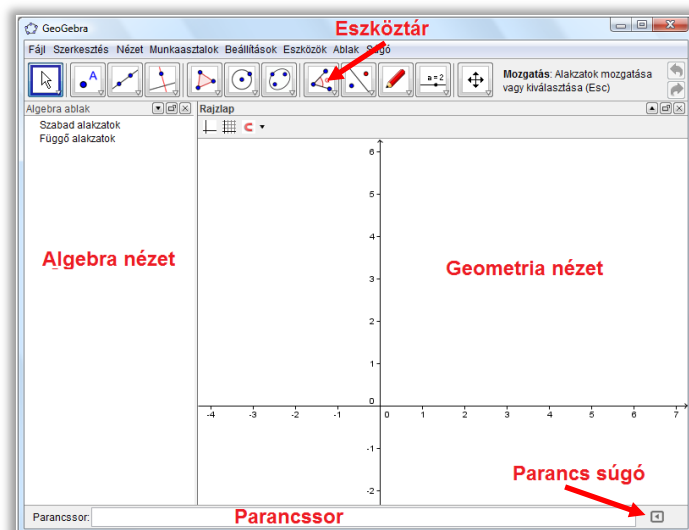 GeoGebra
Eszköztár
Fájl Szerkesztés Nézet Munkaasztalok Beállítások Eszközök Ablak Súgó
A
a = 2
Mozgatás: Alakzatok mozgatása
vagy kiválasztása (Esc)
Algebra ablak
Rajzlap
Szabad alakzatok
Függő alakzatok
6
5
4
3
2
1
0
-1
-2
-4 -3 -2 -1 0 1 2 3 4 5 6 7
Algebra nézet
Geometria nézet
Parancs súgó
Parancssor:
Parancssor